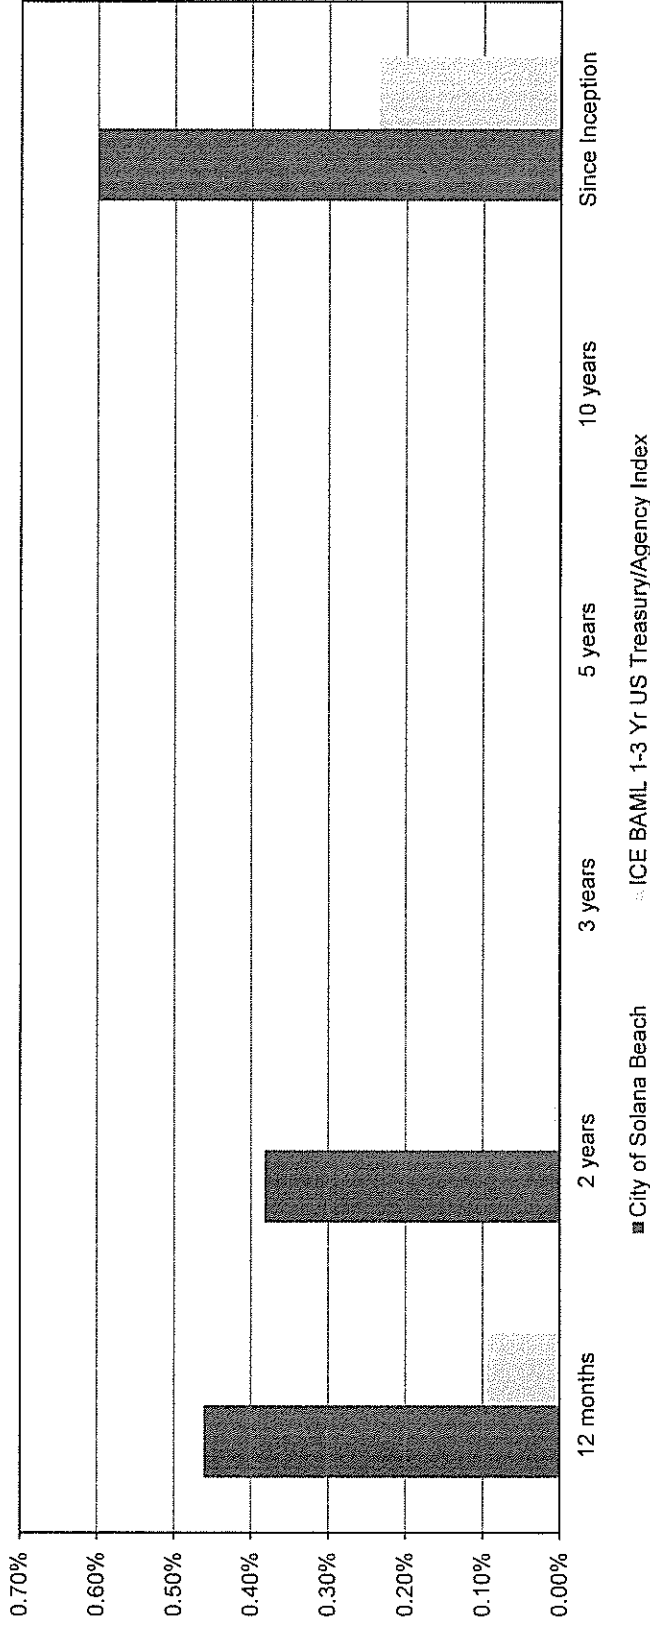 0.70%
0.60%
0.50%
0.40%
0.30%
0.20%
0.10%
0.00%
12 months
2 years
3 years
5 years
10 years
Since Inception
City of Solana Beach
ICE BAML 1-3 Yr US Treasury/Agency Index